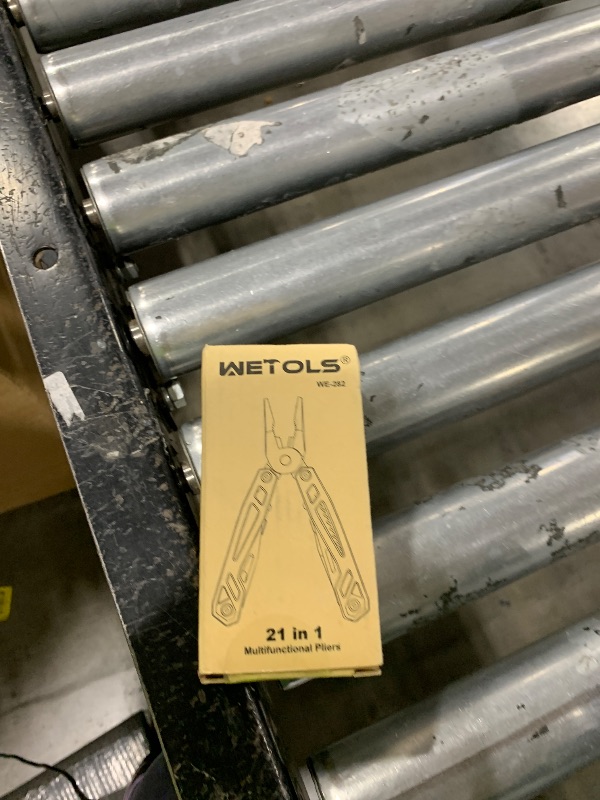 WETOLS®
WE-262
21 in 1
Multifunctional Pliers